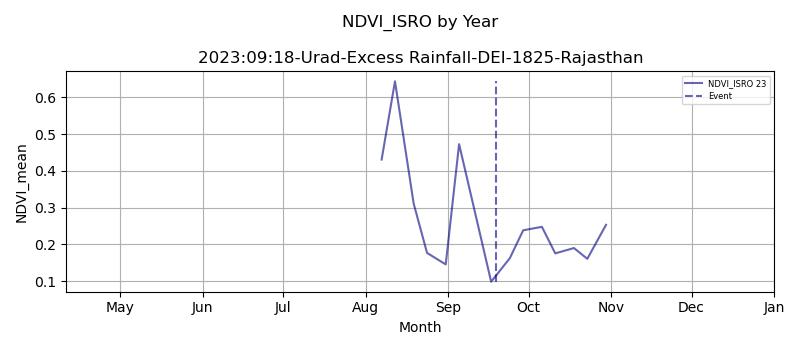 NDVI_ISRO by Year
2023:09:18-Urad-Excess Rainfall-DEI-1825-Rajasthan
NDVI_ISRO 23
Event
0.6
0.5
0.4
0.3
0.2
0.1
NDVI_mean
May Jun Jul Aug Sep Oct Nov Dec Jan
Month